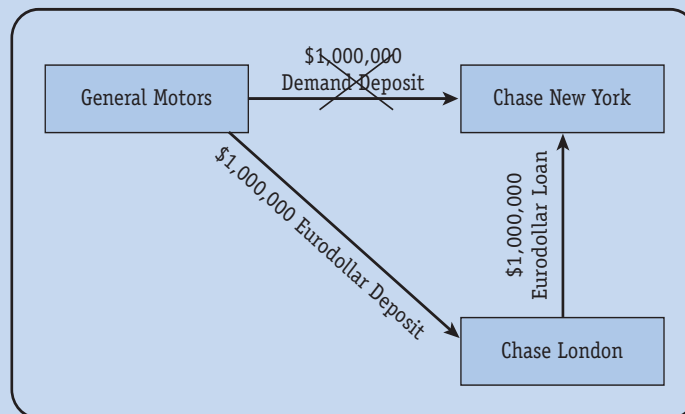 $1,000,000
Demand Deposit
General Motors
Chase New York
$1,000,000 Eurodollar Deposit
$1,000,000
Eurodollar Loan
Chase London